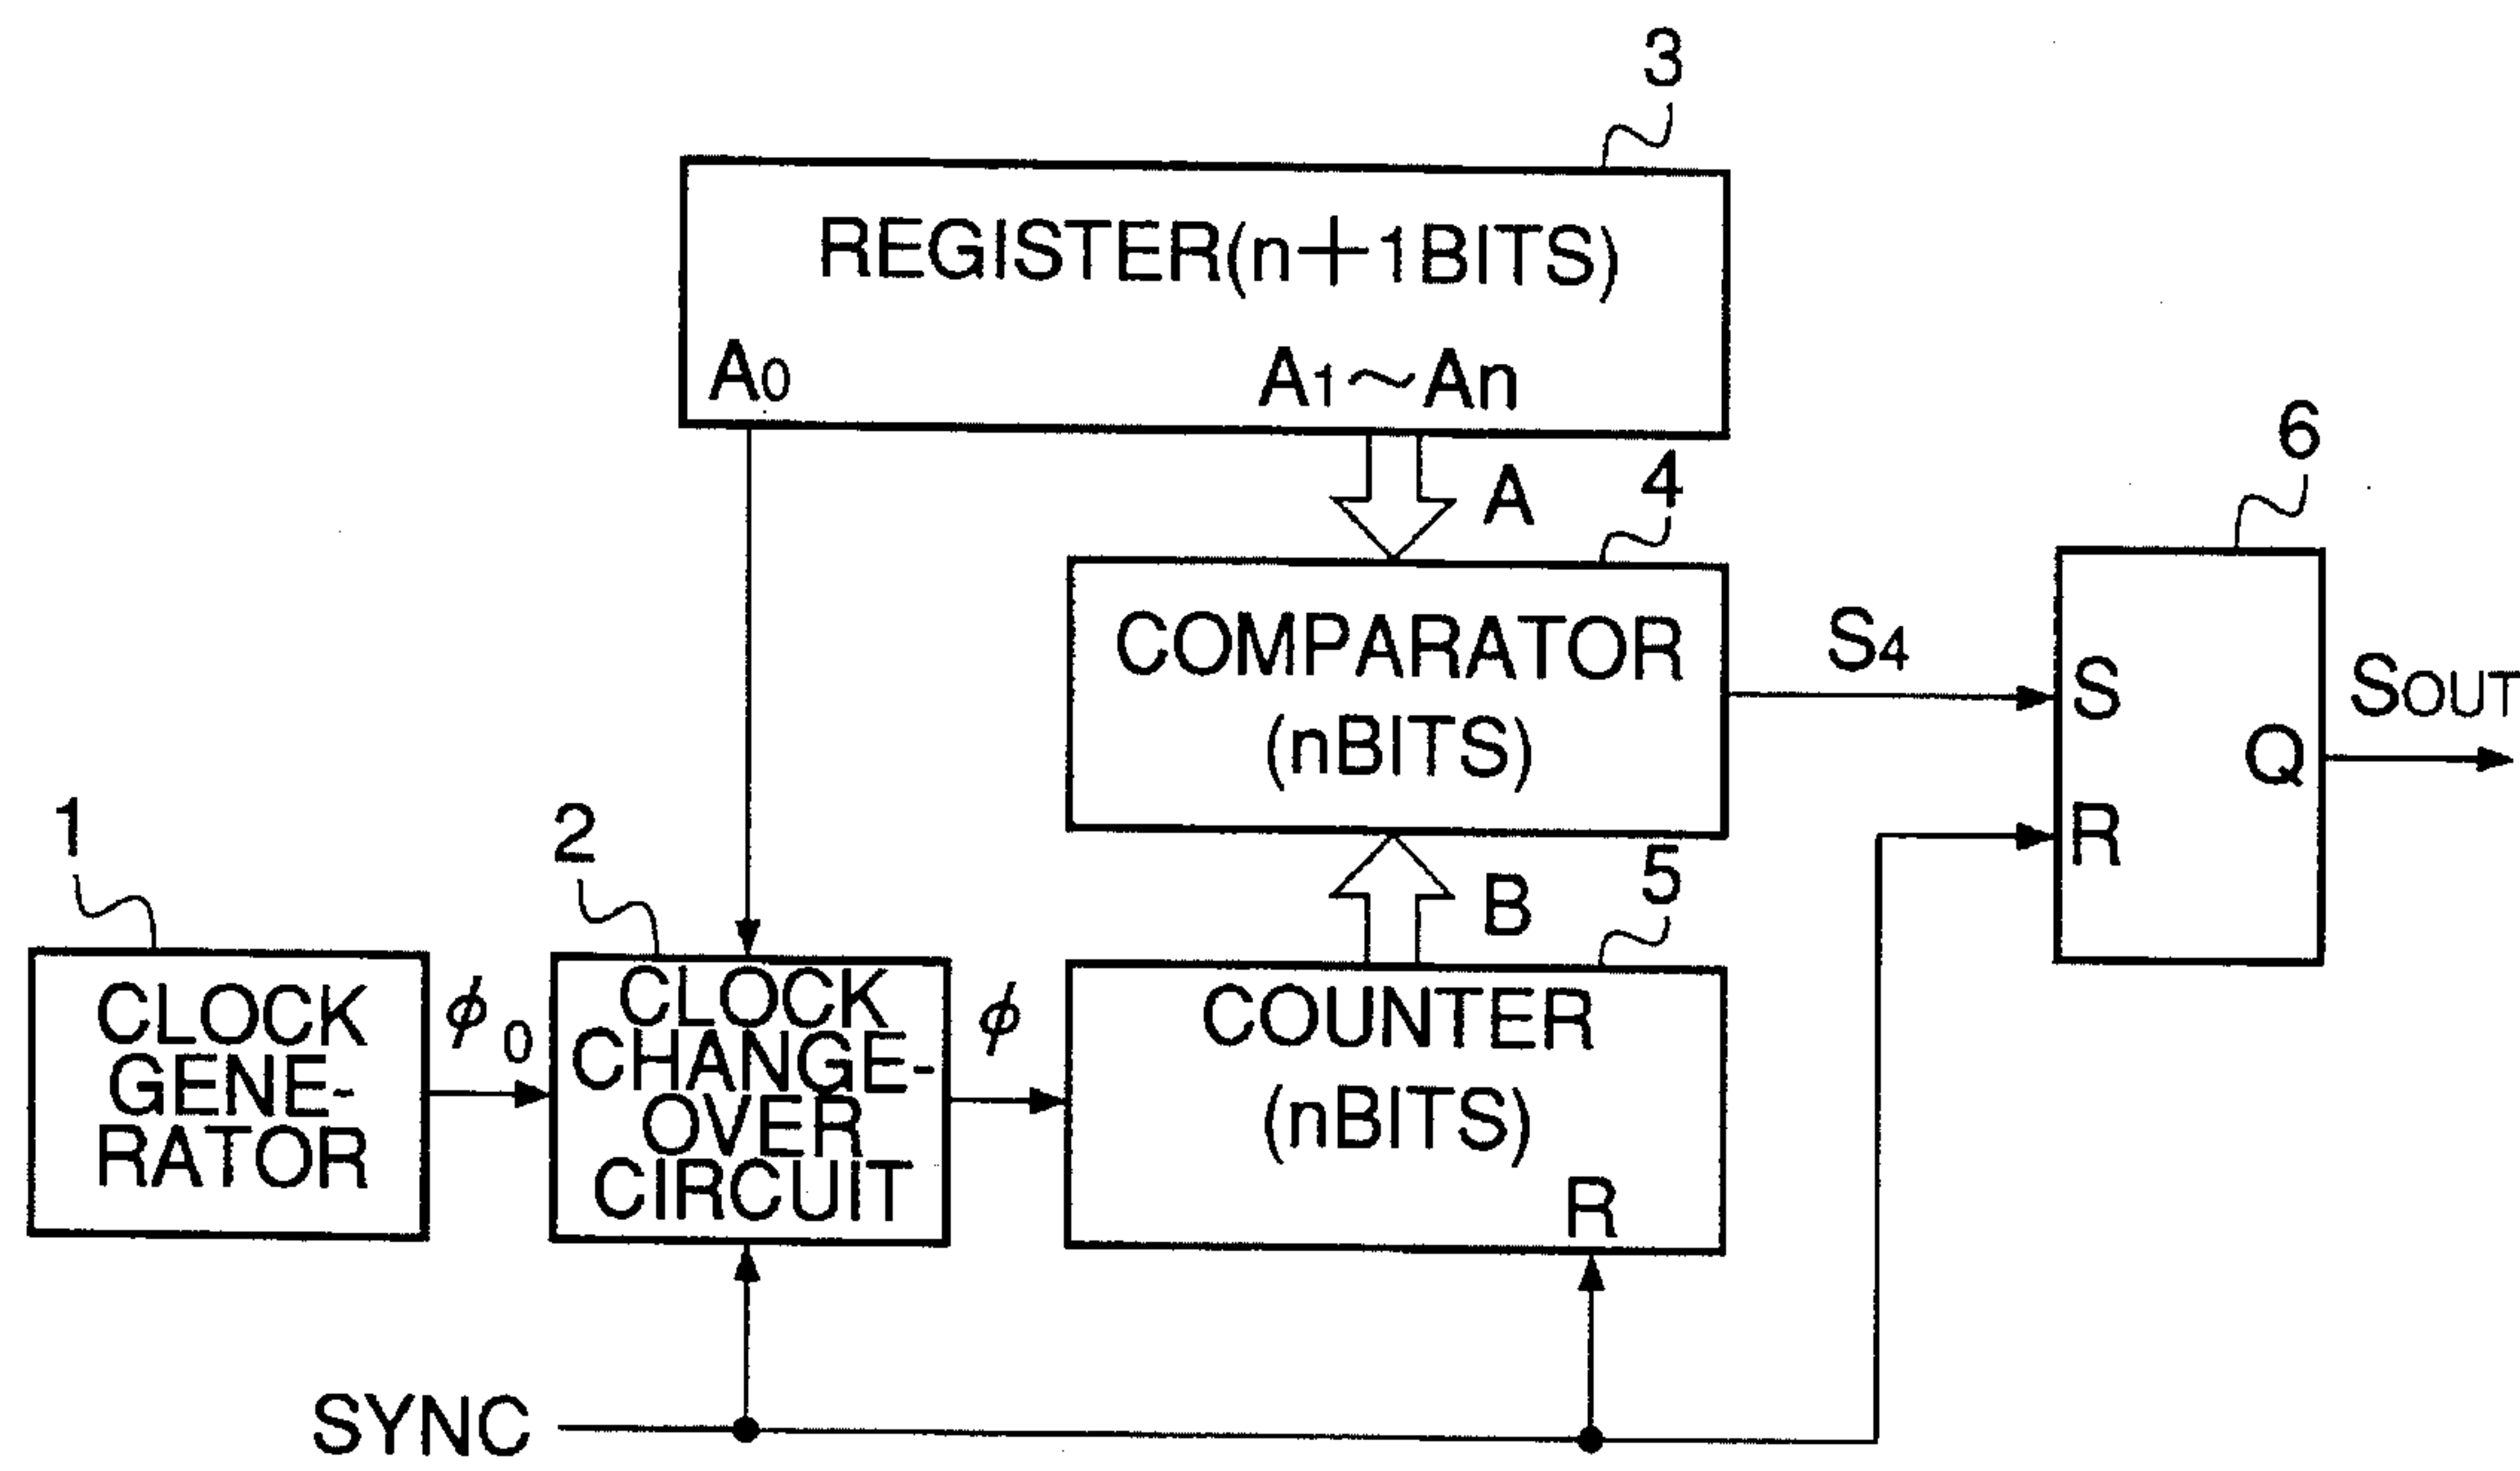 3
REGISTER(n+1BITS)
A0 A1~An
A
4
6
COMPARATOR
(nBITS)
S4
S
R
Q
SOUT
1
2
B
5
CLOCK
GENE-
RATOR
ϕ0
CLOCK
CHANGE-
OVER
CIRCUIT
ϕ
COUNTER
(nBITS)
R
SYNC